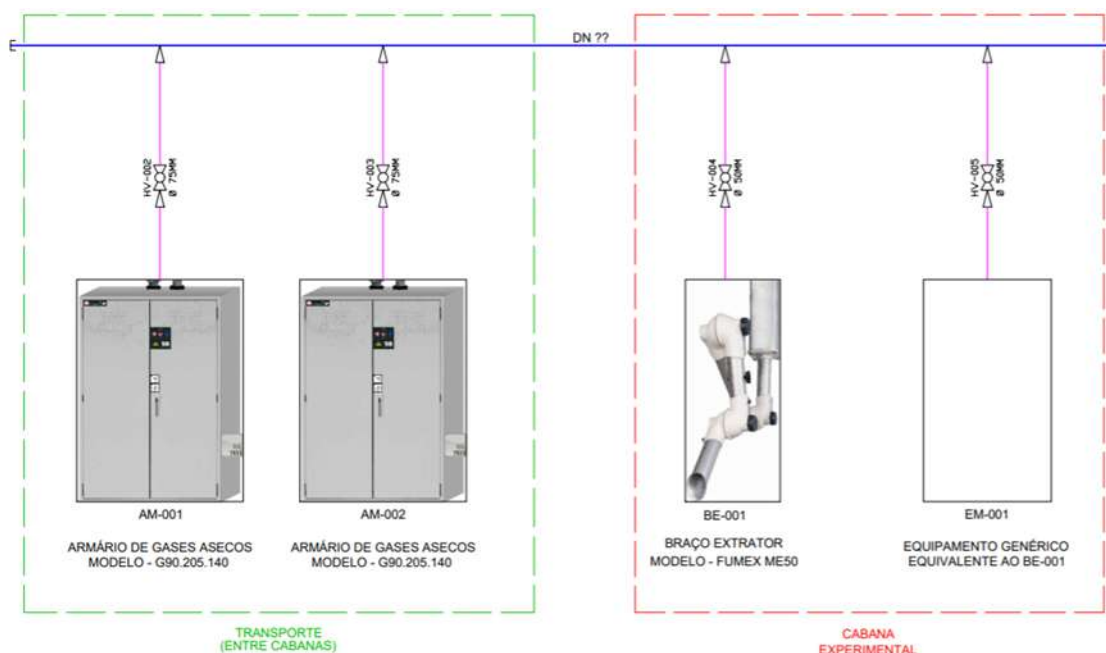 DN ??
HV-002
Ø 75MM
HV-003
Ø 75MM
HV-004
Ø 50MM
HV-005
Ø 50MM
AM-001
ARMÁRIO DE GASES ASECOS
MODELO - G90.205.140
AM-002
ARMÁRIO DE GASES ASECOS
MODELO - G90.205.140
BE-001
BRAÇO EXTRATOR
MODELO - FUMEX ME50
EM-001
EQUIPAMENTO GENÉRICO
EQUIVALENTE AO BE-001
TRANSPORTE
(ENTRE CABANAS)
CABANA
EXPERIMENTAL